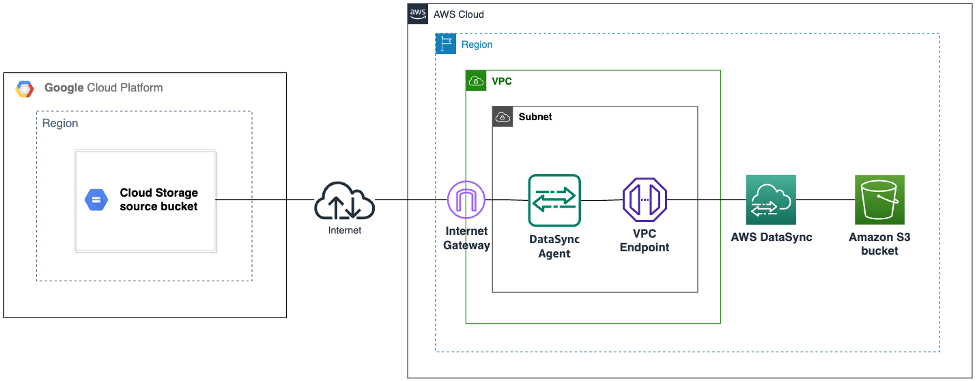 aws AWS Cloud
Region
VPC
Google Cloud Platform
Subnet
Region
Cloud Storage
source bucket
Internet
Internet
Gateway
DataSync
Agent
VPC
Endpoint
AWS DataSync
Amazon S3
bucket